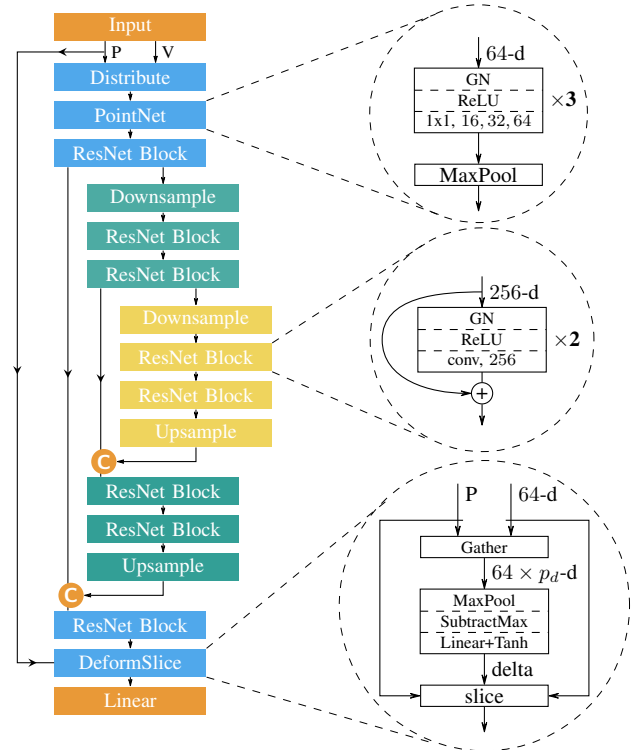 Input
P
V
Distribute
PointNet
ResNet Block
Downsample
ResNet Block
ResNet Block
Downsample
ResNet Block
ResNet Block
Upsample
C
ResNet Block
ResNet Block
Upsample
C
ResNet Block
DeformSlice
Linear
64-d
GN
ReLU
1x1, 16, 32, 64
×3
MaxPool
256-d
GN
ReLU
conv, 256
×2
+
P
64-d
Gather
64 × p_d-d
MaxPool
SubtractMax
Linear+Tanh
delta
slice